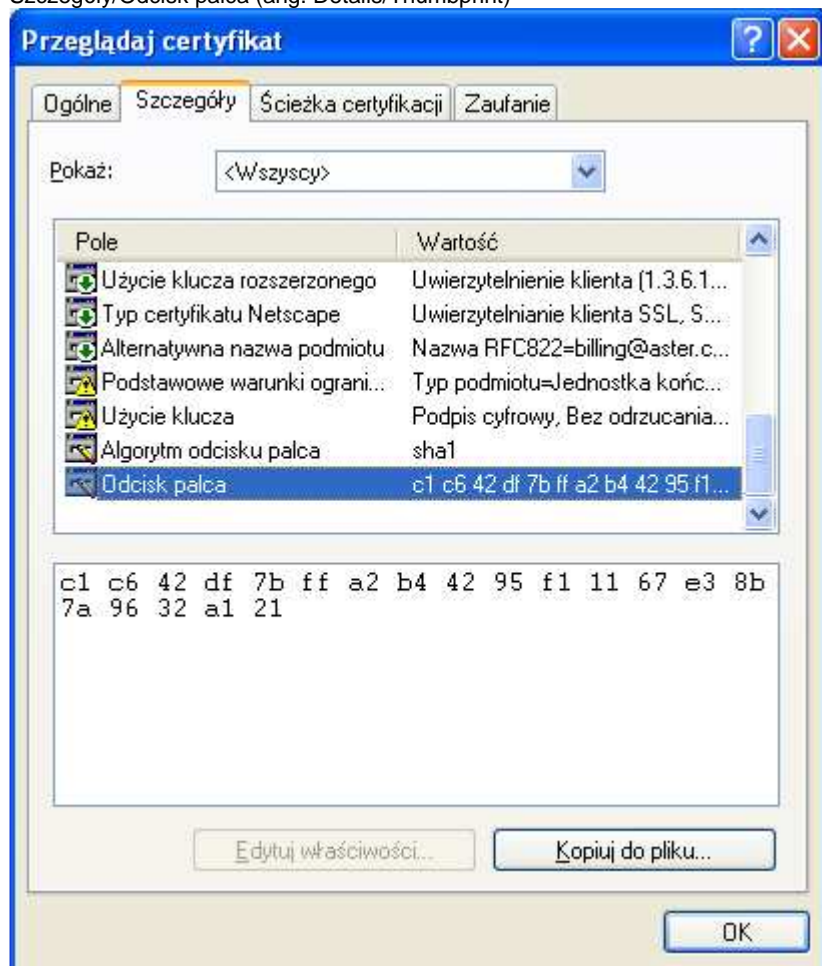 Szczegóły/Odcisk palca (ang. Details/Thumbprint)
Przeglądaj certyfikat
Ogólne Szczegóły Ścieżka certyfikacji Zaufanie
Pokaż: <Wszyscy>
Pole Wartość
Użycie klucza rozszerzonego Uwierzytelnienie klienta (1.3.6.1...
Typ certyfikatu Netscape Uwierzytelnianie klienta SSL, S...
Alternatywna nazwa podmiotu Nazwa RFC822=billing@aster.c...
Podstawowe warunki ograni... Typ podmiotu=Jednostka końc...
Użycie klucza Podpis cyfrowy, Bez odrzucania...
Algorytm odcisku palca sha1
Odcisk palca c1 c6 42 df 7b ff a2 b4 42 95 f1...
c1 c6 42 df 7b ff a2 b4 42 95 f1 11 67 e3 8b
7a 96 32 a1 21
Edytuj właściwości... Kopiuj do pliku...
OK